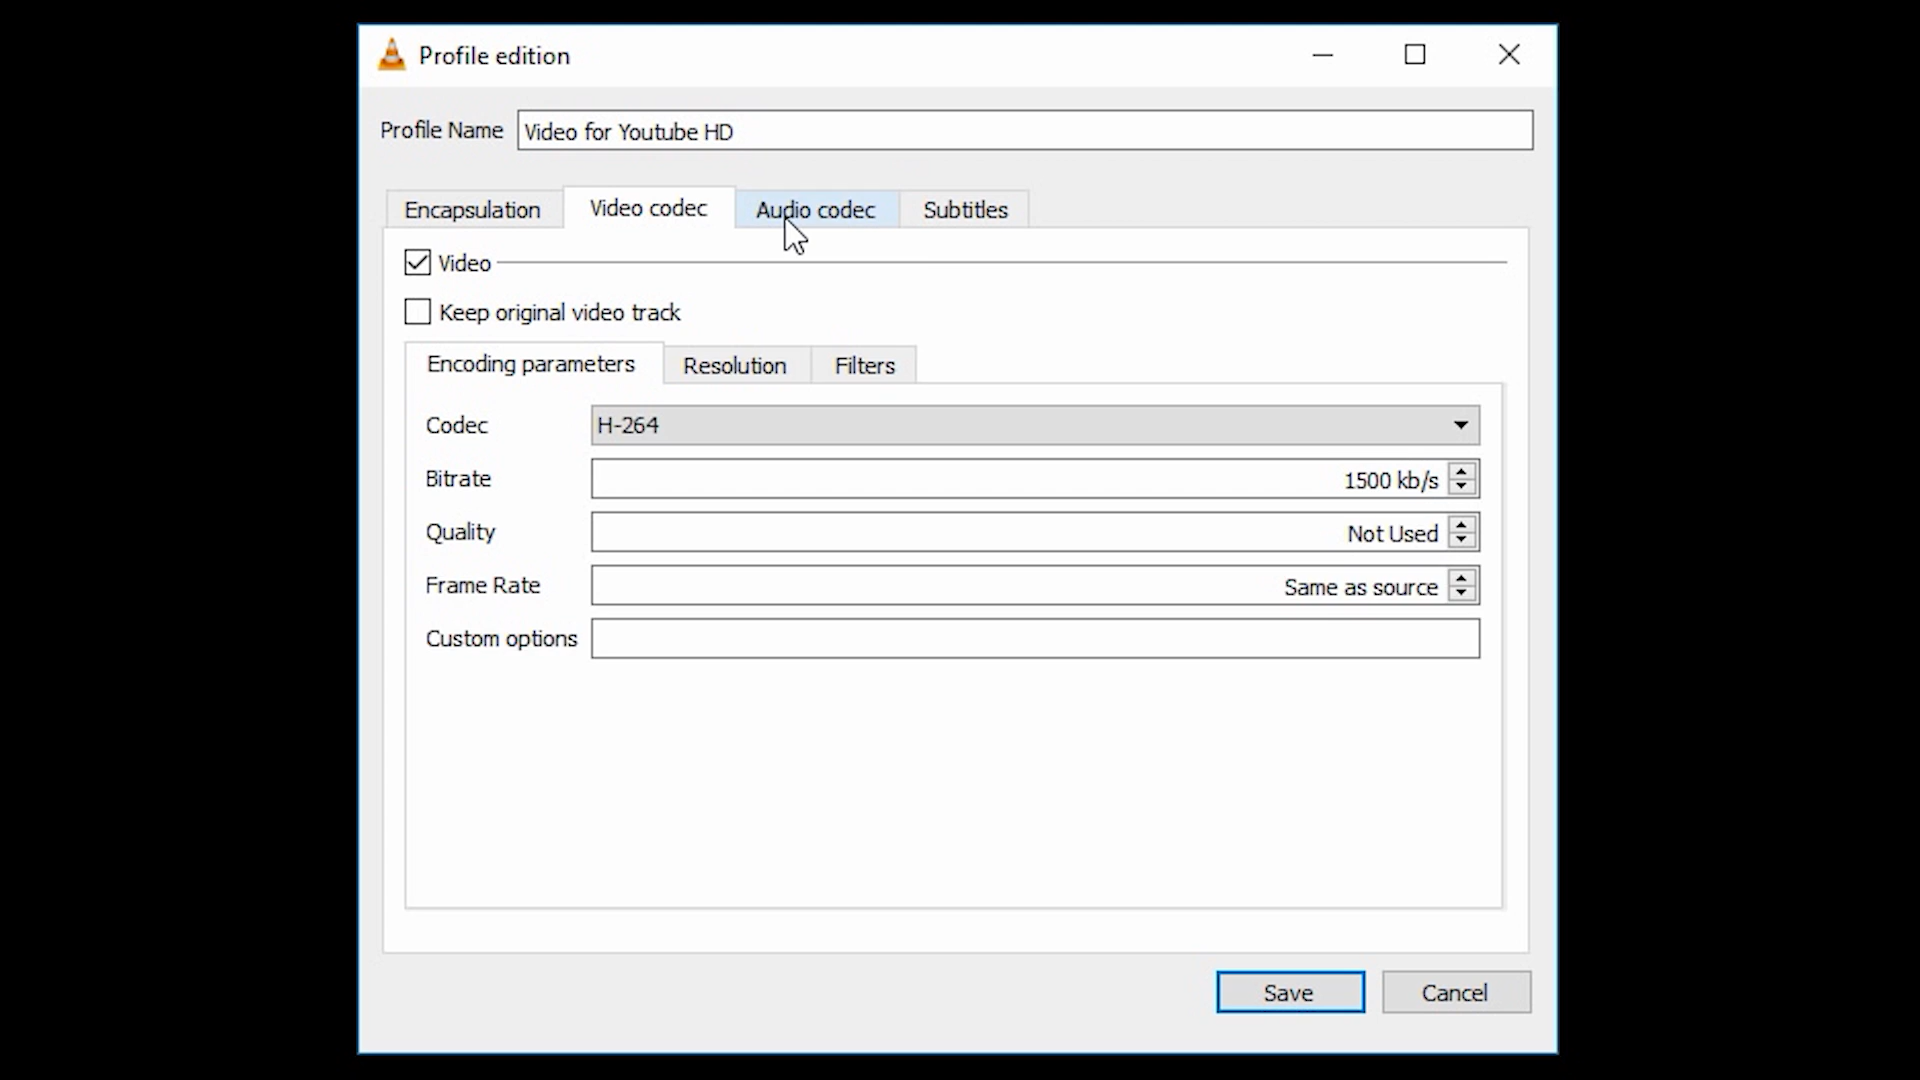 Profile edition
Profile Name Video for Youtube HD
Encapsulation Video codec Audio codec Subtitles
Video
Keep original video track
Encoding parameters Resolution Filters
Codec H-264
Bitrate 1500 kb/s
Quality Not Used
Frame Rate Same as source
Custom options
Save Cancel